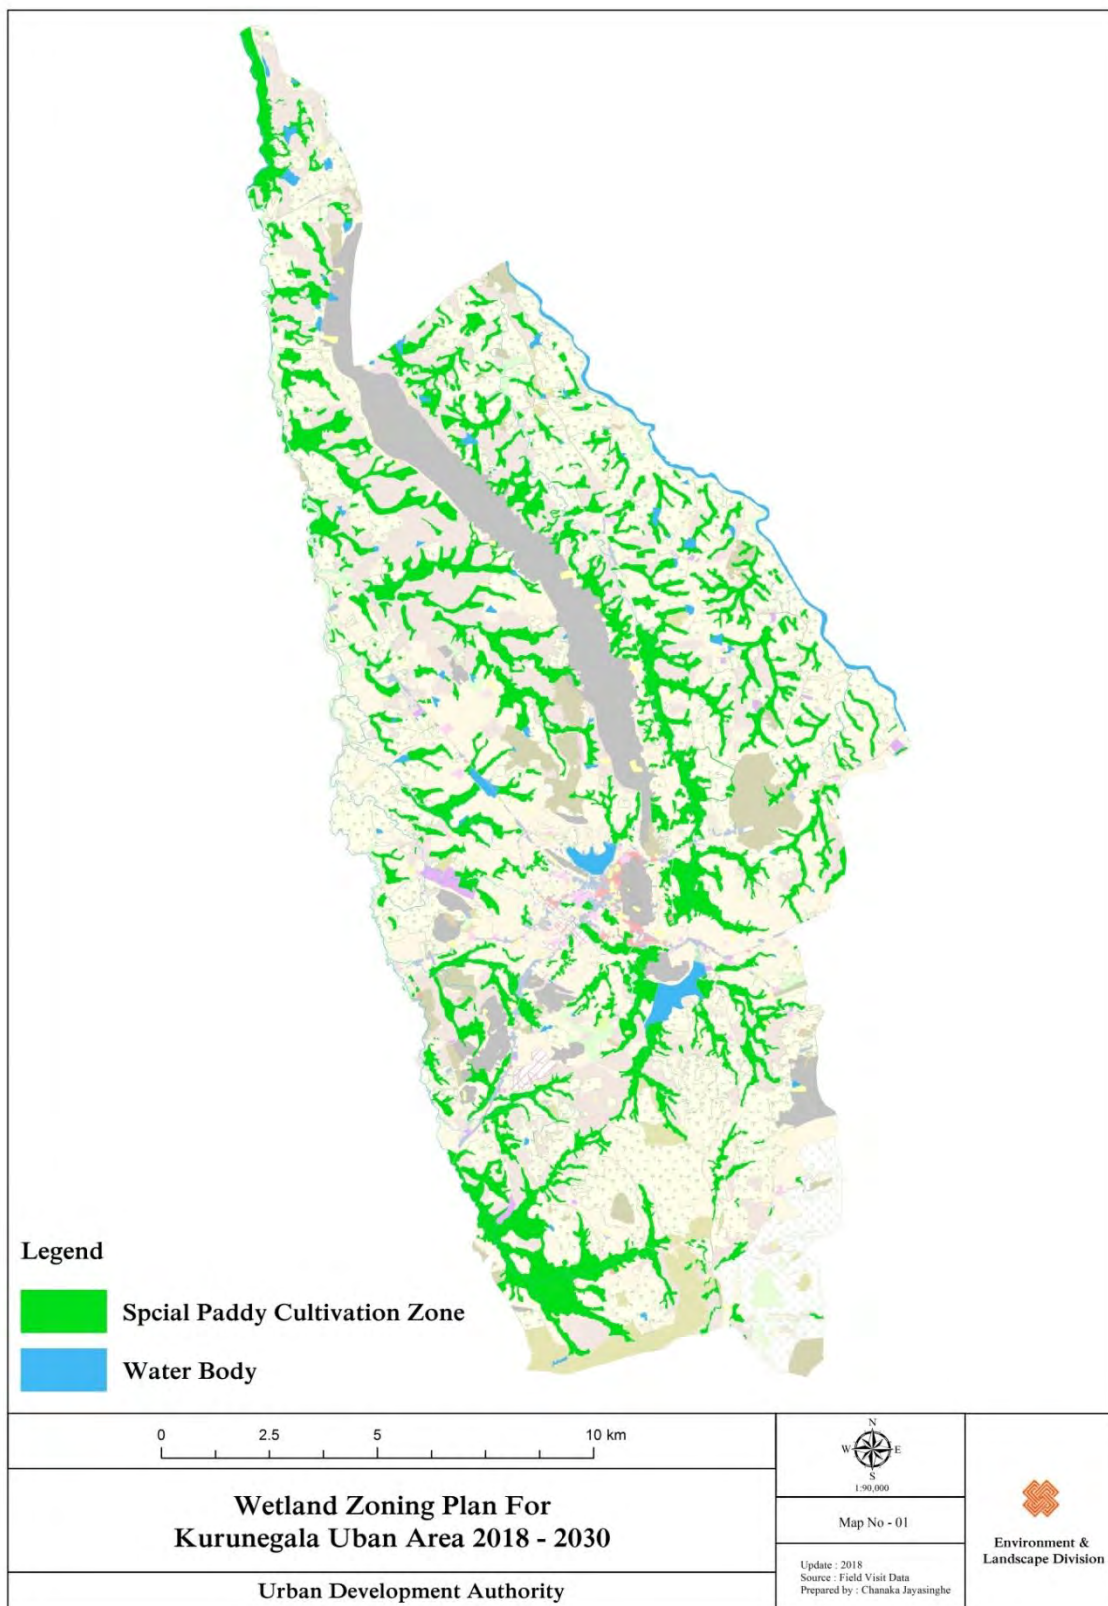 Legend
Spcial Paddy Cultivation Zone
Water Body
0 2.5 5 10 km
N
W E
S
1:90,000
Wetland Zoning Plan For
Kurunegala Uban Area 2018 - 2030
Map No - 01
Environment &
Landscape Division
Update : 2018
Source : Field Visit Data
Prepared by : Chanaka Jayasinghe
Urban Development Authority